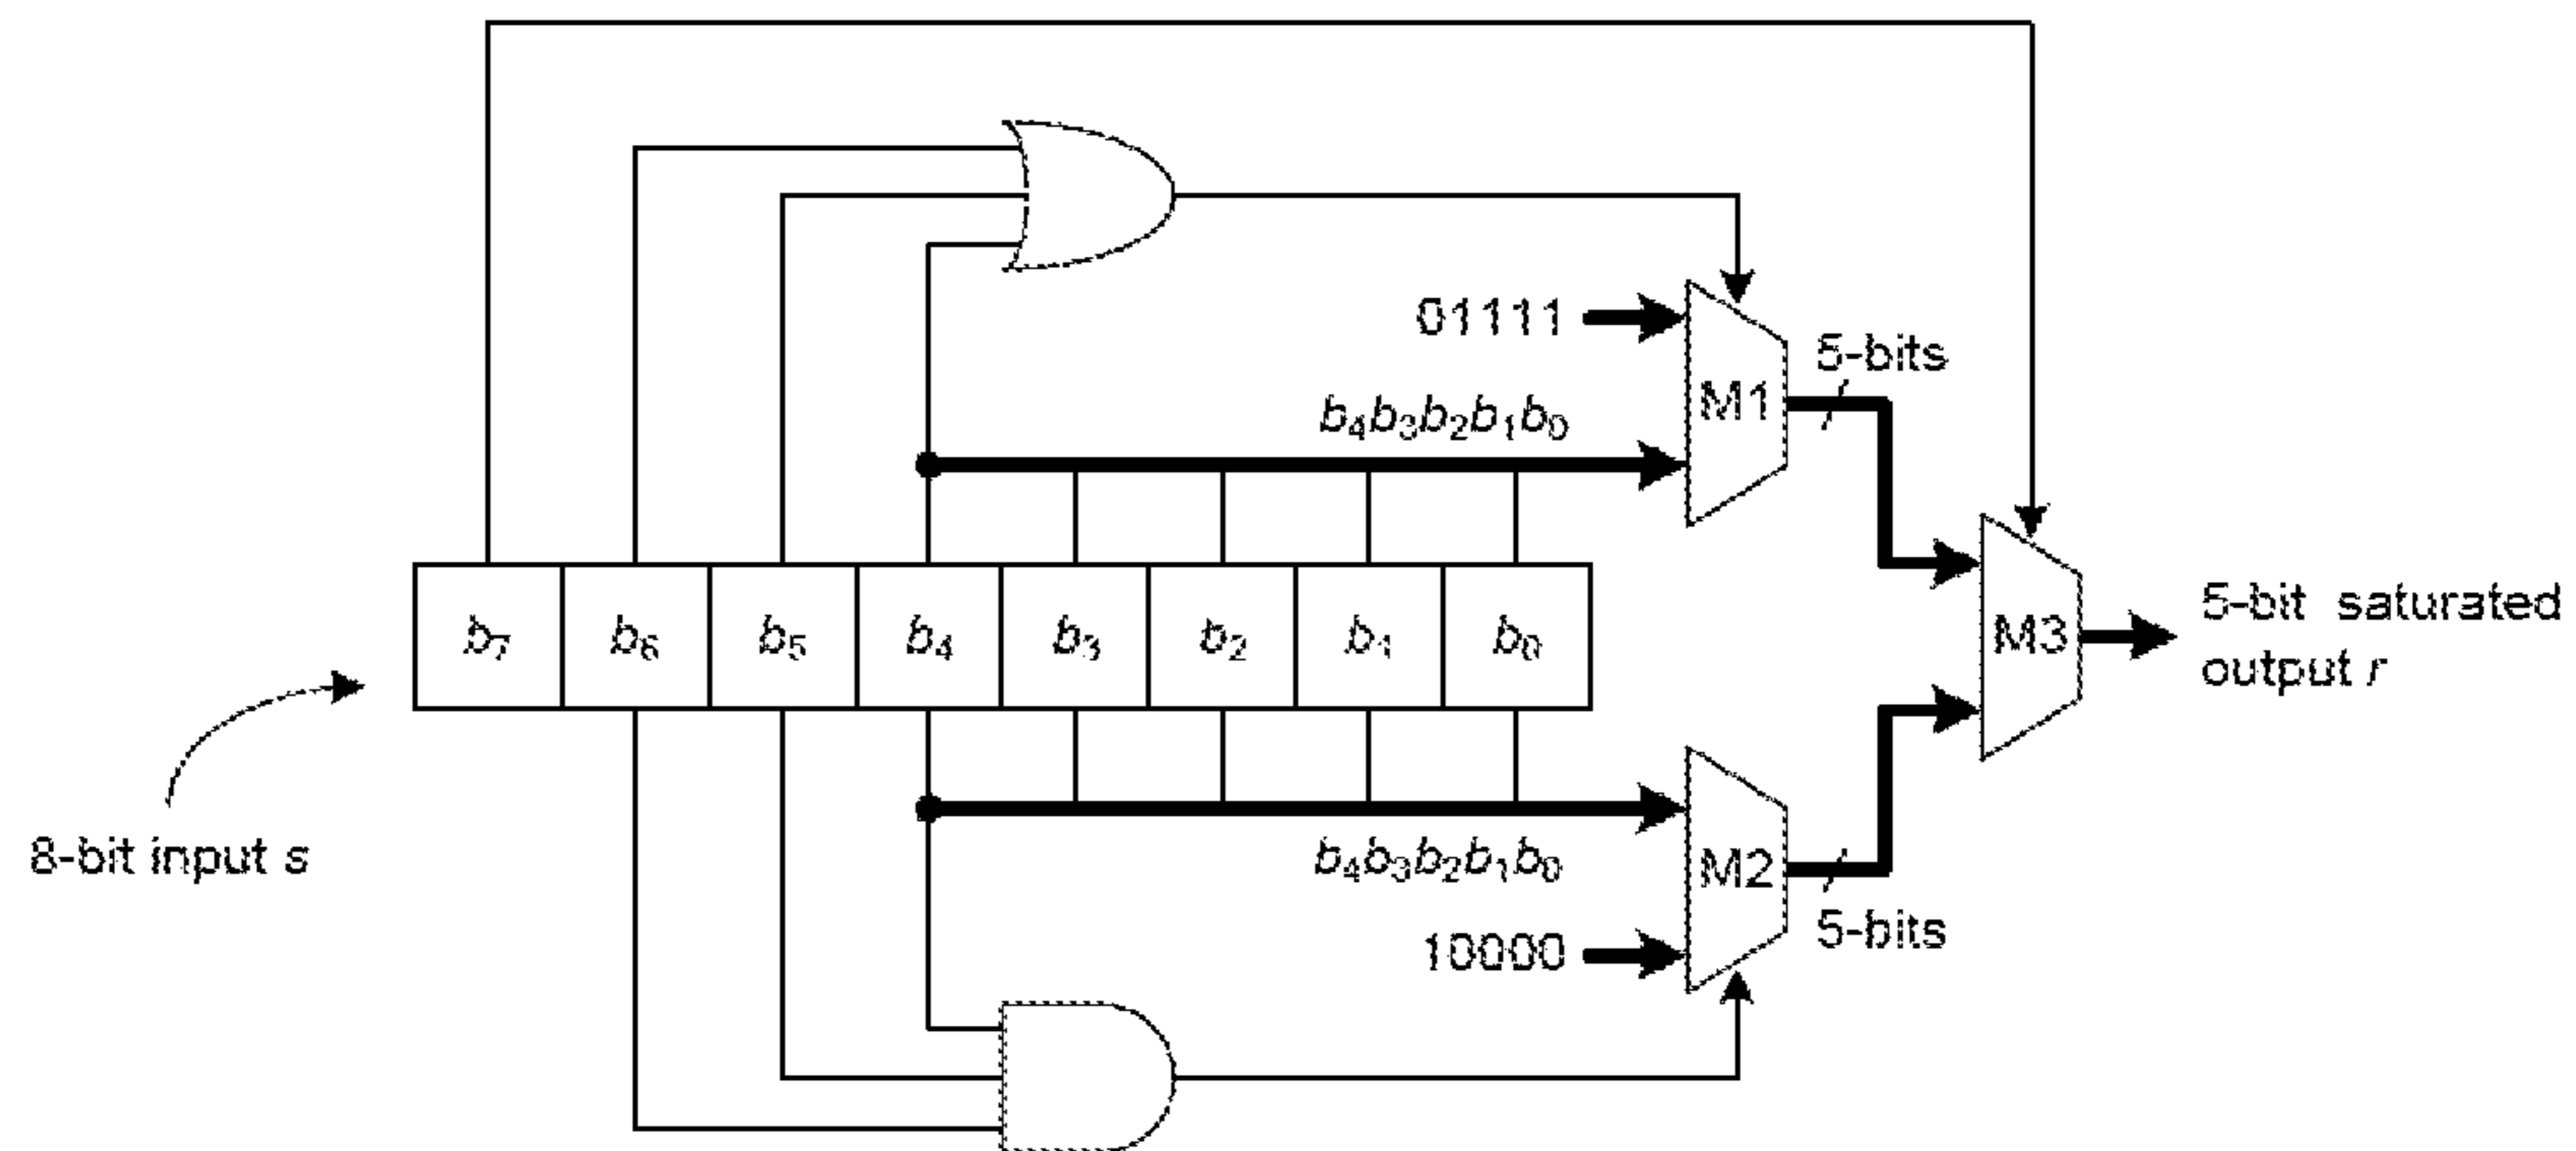 01111
5-bits
M1
b₄b₃b₂b₁b₀
b₇ b₆ b₅ b₄ b₃ b₂ b₁ b₀
M3
5-bit saturated
output r
8-bit input s
b₄b₃b₂b₁b₀
M2
5-bits
10000